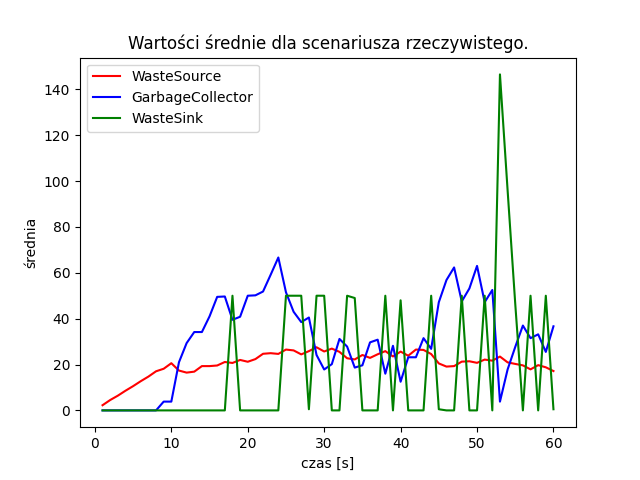 Wartości średnie dla scenariusza rzeczywistego.
WasteSource
GarbageCollector
WasteSink
140
120
100
80
60
40
20
0
średnia
0 10 20 30 40 50 60
czas [s]